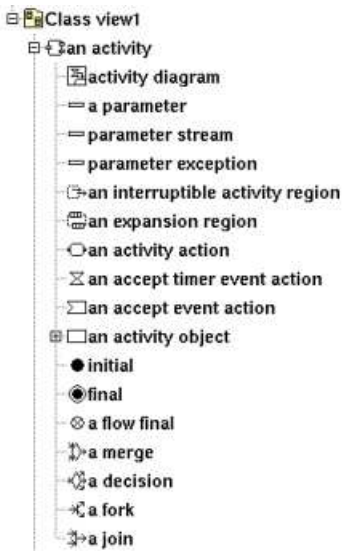 Class view1
an activity
activity diagram
a parameter
parameter stream
parameter exception
an interruptible activity region
an expansion region
an activity action
an accept timer event action
an accept event action
an activity object
initial
final
a flow final
a merge
a decision
a fork
a join